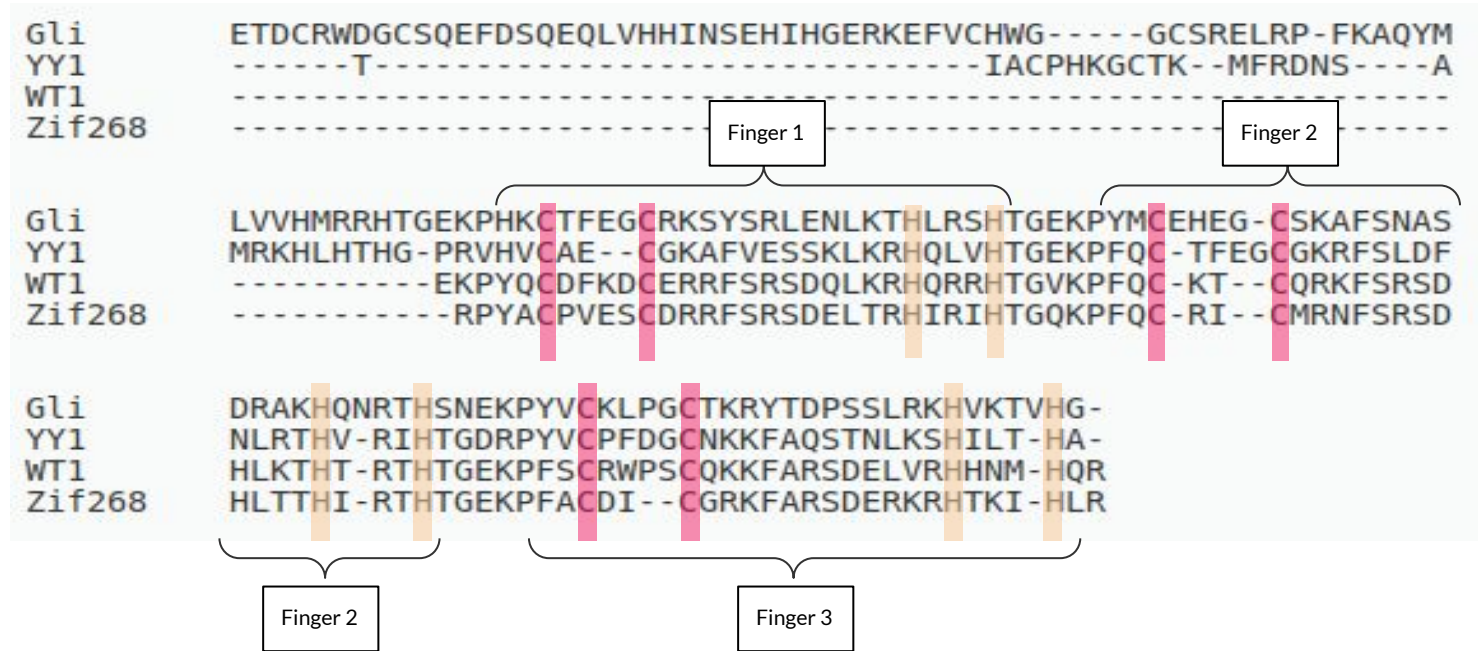 Gli ETDCRWDGCSQEFDSQEQLVHHINSEHIHGERKEFVCHWG-----GCSRELRP-FKAQYM
YY1 ------T------------------------------IACPHKGCTK--MFRDNS----A
WT1 ------------------------------------------------------------
Zif268 ------------------------ Finger 1 -------------------- Finger 2 ------
Gli LVVHMRRHTGEKPHKCTFEGCRKSYSRLENLKTHLRSHTGEKPYMCEHEG-CSKAFSNAS
YY1 MRKHLHTHG-PRVHVCAE--CGKAFVESSKLKRHQLVHTGEKPFQC-TFEGCGKRFSLDF
WT1 ----------EKPYQCDFKDCERRFSRSDQLKRHQRRHTGVKPFQC-KT--CQRKFSRSD
Zif268 -----------RPYACPVESCDRRFSRSDELTRHIRIHTGQKPFQC-RI--CMRNFSRSD
Gli DRAKHQNRTHSNEKPYVCKLPGCTKRYTDPSSLRKHVKTVHG-
YY1 NLRTHV-RIHTGDRPYVCPFDGCNKKFAQSTNLKSHILT-HA-
WT1 HLKTHT-RTHTGEKPFSCRWPSCQKKFARSDELVRHHNM-HQR
Zif268 HLTTHI-RTHTGEKPFACDI--CGRKFARSDERKRHTKI-HLR
Finger 2 Finger 3